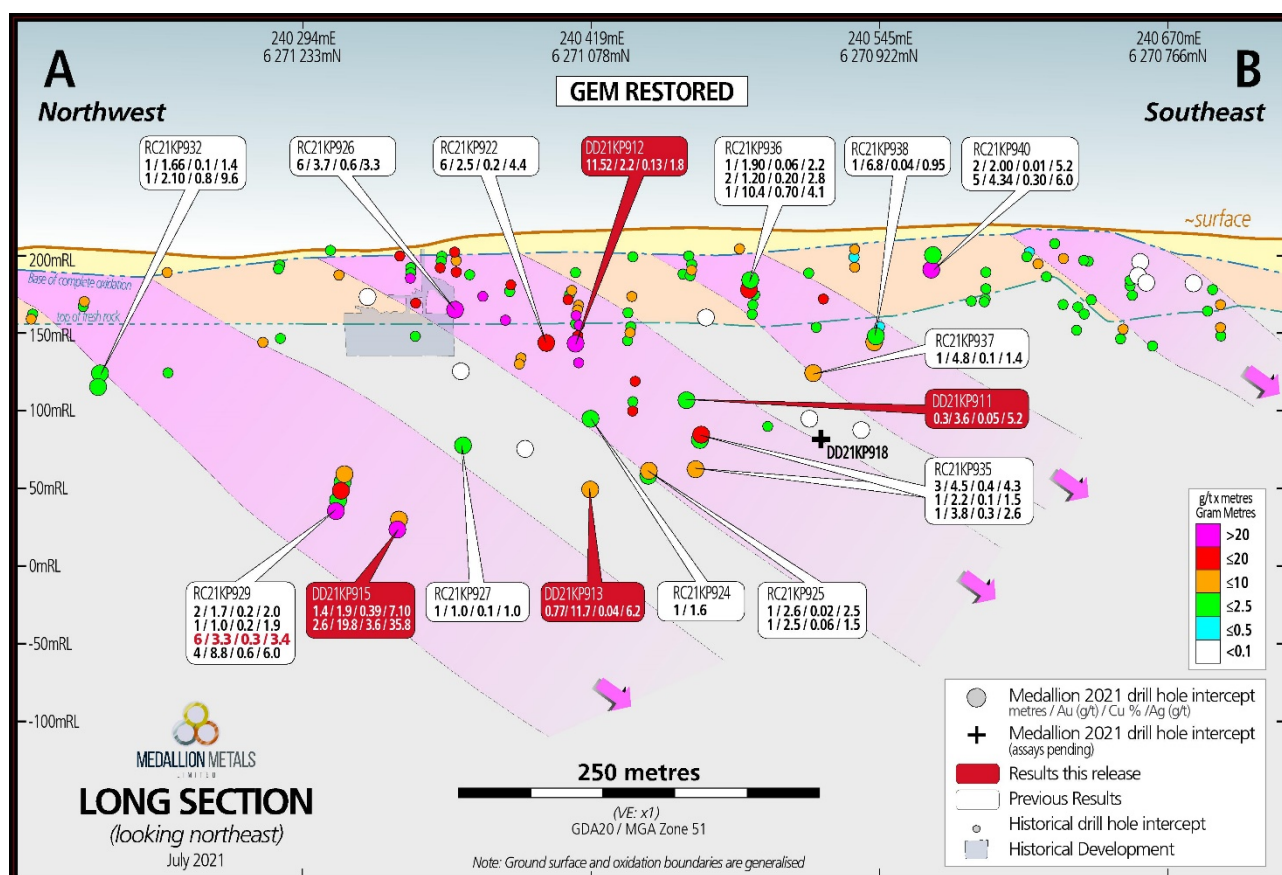 240 294mE
6 271 233mN
240 419mE
6 271 078mN
240 545mE
6 270 922mN
240 670mE
6 270 766mN
A
Northwest
GEM RESTORED
B
Southeast
RC21KP932
1 / 1.66 / 0.1 / 1.4
1 / 2.10 / 0.8 / 9.6
RC21KP926
6 / 3.7 / 0.6 / 3.3
RC21KP922
6 / 2.5 / 0.2 / 4.4
DD21KP912
11.52 / 2.2 / 0.13 / 1.8
RC21KP936
1 / 1.90 / 0.06 / 2.2
2 / 1.20 / 0.20 / 2.8
1 / 10.4 / 0.70 / 4.1
RC21KP938
1 / 6.8 / 0.04 / 0.95
RC21KP940
2 / 2.00 / 0.01 / 5.2
5 / 4.34 / 0.30 / 6.0
~surface
200mRL
Base of complete oxidation
top of fresh rock
150mRL
RC21KP937
1 / 4.8 / 0.1 / 1.4
100mRL
DD21KP911
0.3/ 3.6 / 0.05 / 5.2
DD21KP918
RC21KP935
3 / 4.5 / 0.4 / 4.3
1 / 2.2 / 0.1 / 1.5
1 / 3.8 / 0.3 / 2.6
50mRL
0mRL
-50mRL
-100mRL
RC21KP929
2 / 1.7 / 0.2 / 2.0
1 / 1.0 / 0.2 / 1.9
6 / 3.3 / 0.3 / 3.4
4 / 8.8 / 0.6 / 6.0
DD21KP915
1.4 / 1.9 / 0.39 / 7.10
2.6 / 19.8 / 3.6 / 35.8
RC21KP927
1 / 1.0 / 0.1 / 1.0
DD21KP913
0.77/ 11.7 / 0.04 / 6.2
RC21KP924
1 / 1.6
RC21KP925
1 / 2.6 / 0.02 / 2.5
1 / 2.5 / 0.06 / 1.5
g/t x metres
Gram Metres
>20
≤20
≤10
≤2.5
≤0.5
<0.1
MEDALLION METALS
LIMITED
LONG SECTION
(looking northeast)
July 2021
250 metres
(VE: x1)
GDA20 / MGA Zone 51
Note: Ground surface and oxidation boundaries are generalised
Medallion 2021 drill hole intercept
metres / Au (g/t) / Cu % /Ag (g/t)
Medallion 2021 drill hole intercept
(assays pending)
Results this release
Previous Results
Historical drill hole intercept
Historical Development